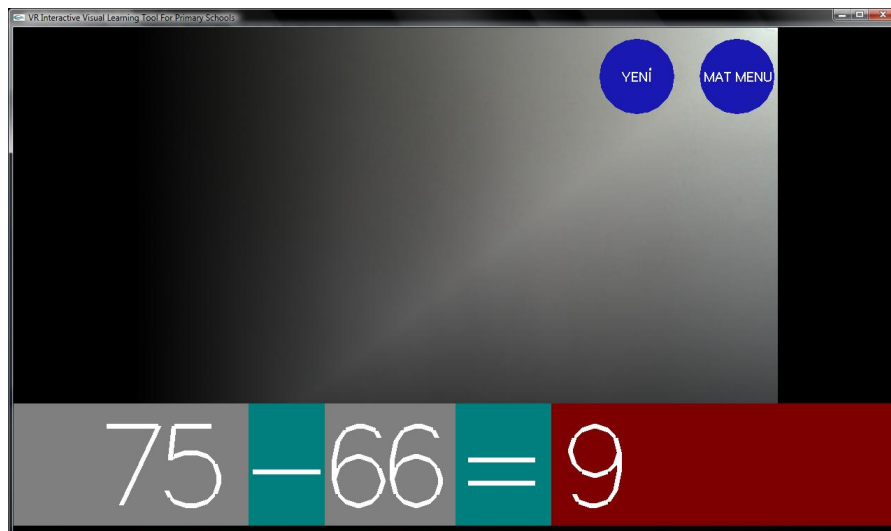 VR Interactive Visual Learning Tool For Primary Schools
YENİ MAT MENU
75 — 66 = 9